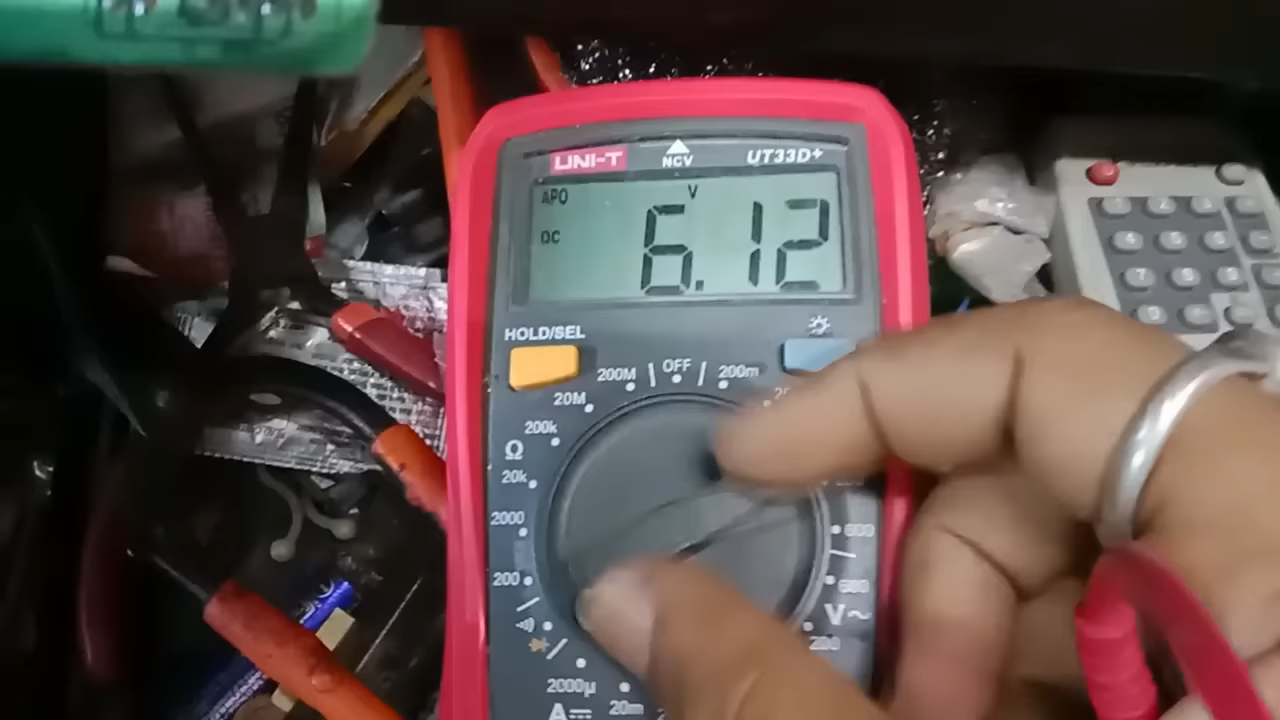 UNI-T NCV UT33D+
APO V
DC 6.12
HOLD/SEL
200M OFF 200m
20M
200k
Ω
20k
2000 600
200 600
V~
200
2000µ
A 20m